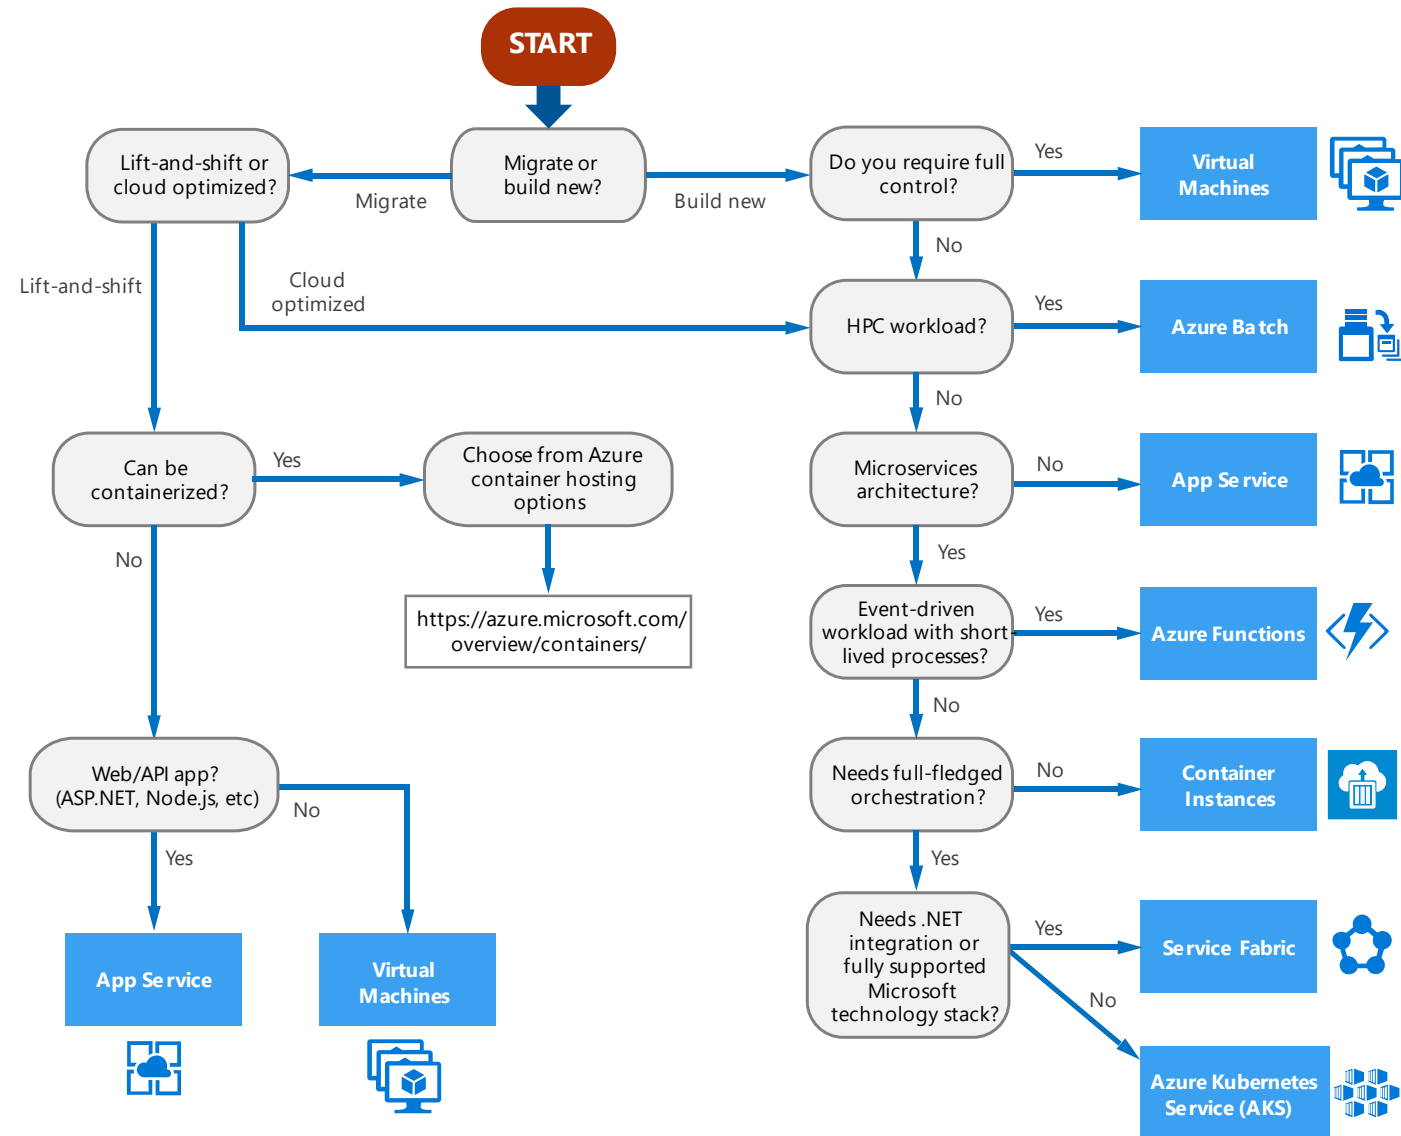 START
Migrate or
build new?
Migrate
Build new
Lift-and-shift or
cloud optimized?
Lift-and-shift
Cloud
optimized
Do you require full
control?
Yes
Virtual
Machines
No
HPC workload?
Yes
Azure Batch
No
Can be
containerized?
Yes
Choose from Azure
container hosting
options
https://azure.microsoft.com/
overview/containers/
No
Microservices
architecture?
No
App Service
Yes
Event-driven
workload with short-
lived processes?
Yes
Azure Functions
No
Web/API app?
(ASP.NET, Node.js, etc)
No
Yes
App Service
Virtual
Machines
Needs full-fledged
orchestration?
No
Container
Instances
Yes
Needs .NET
integration or
fully supported
Microsoft
technology stack?
Yes
Service Fabric
No
Azure Kubernetes
Service (AKS)